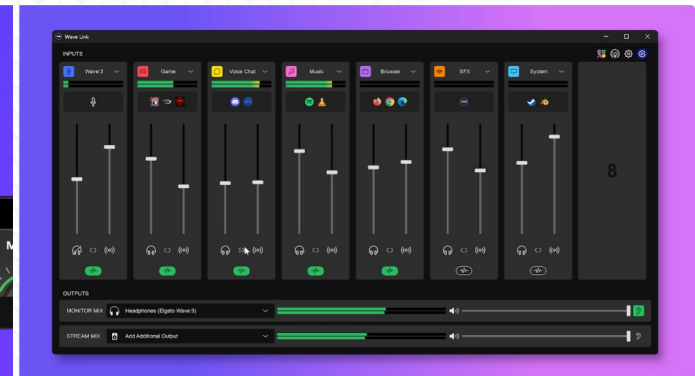 Wave Link
INPUTS
Wave:3 Game Voice Chat Music Browser SFX System
8
OUTPUTS
MONITOR MIX Headphones (Elgato Wave:3)
STREAM MIX Add Additional Output